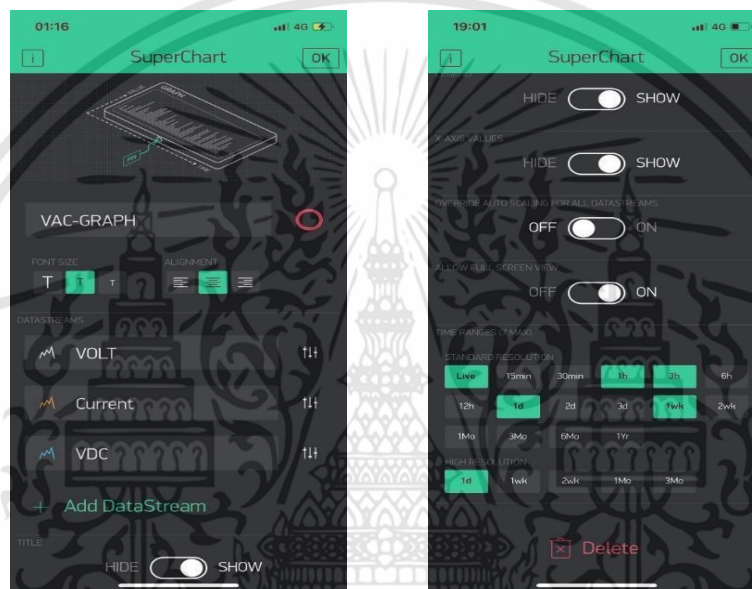 01:16
4G
i
SuperChart
OK
VALUE
GRAPH
PIN
TIME
VAC-GRAPH
FONT SIZE
ALIGNMENT
T T T
DATASTREAMS
VOLT
Current
VDC
+ Add DataStream
TITLE
HIDE SHOW
19:01
4G
i
SuperChart
OK
HIDE SHOW
X-AXIS VALUES
HIDE SHOW
OVERRIDE AUTO SCALING FOR ALL DATASTREAMS
OFF ON
ALLOW FULL SCREEN VIEW
OFF ON
TIME RANGES (7 MAX)
STANDARD RESOLUTION
Live 15min 30min 1h 3h 6h
12h 1d 2d 3d 1wk 2wk
1Mo 3Mo 6Mo 1Yr
HIGH RESOLUTION
1d 1wk 2wk 1Mo 3Mo
Delete